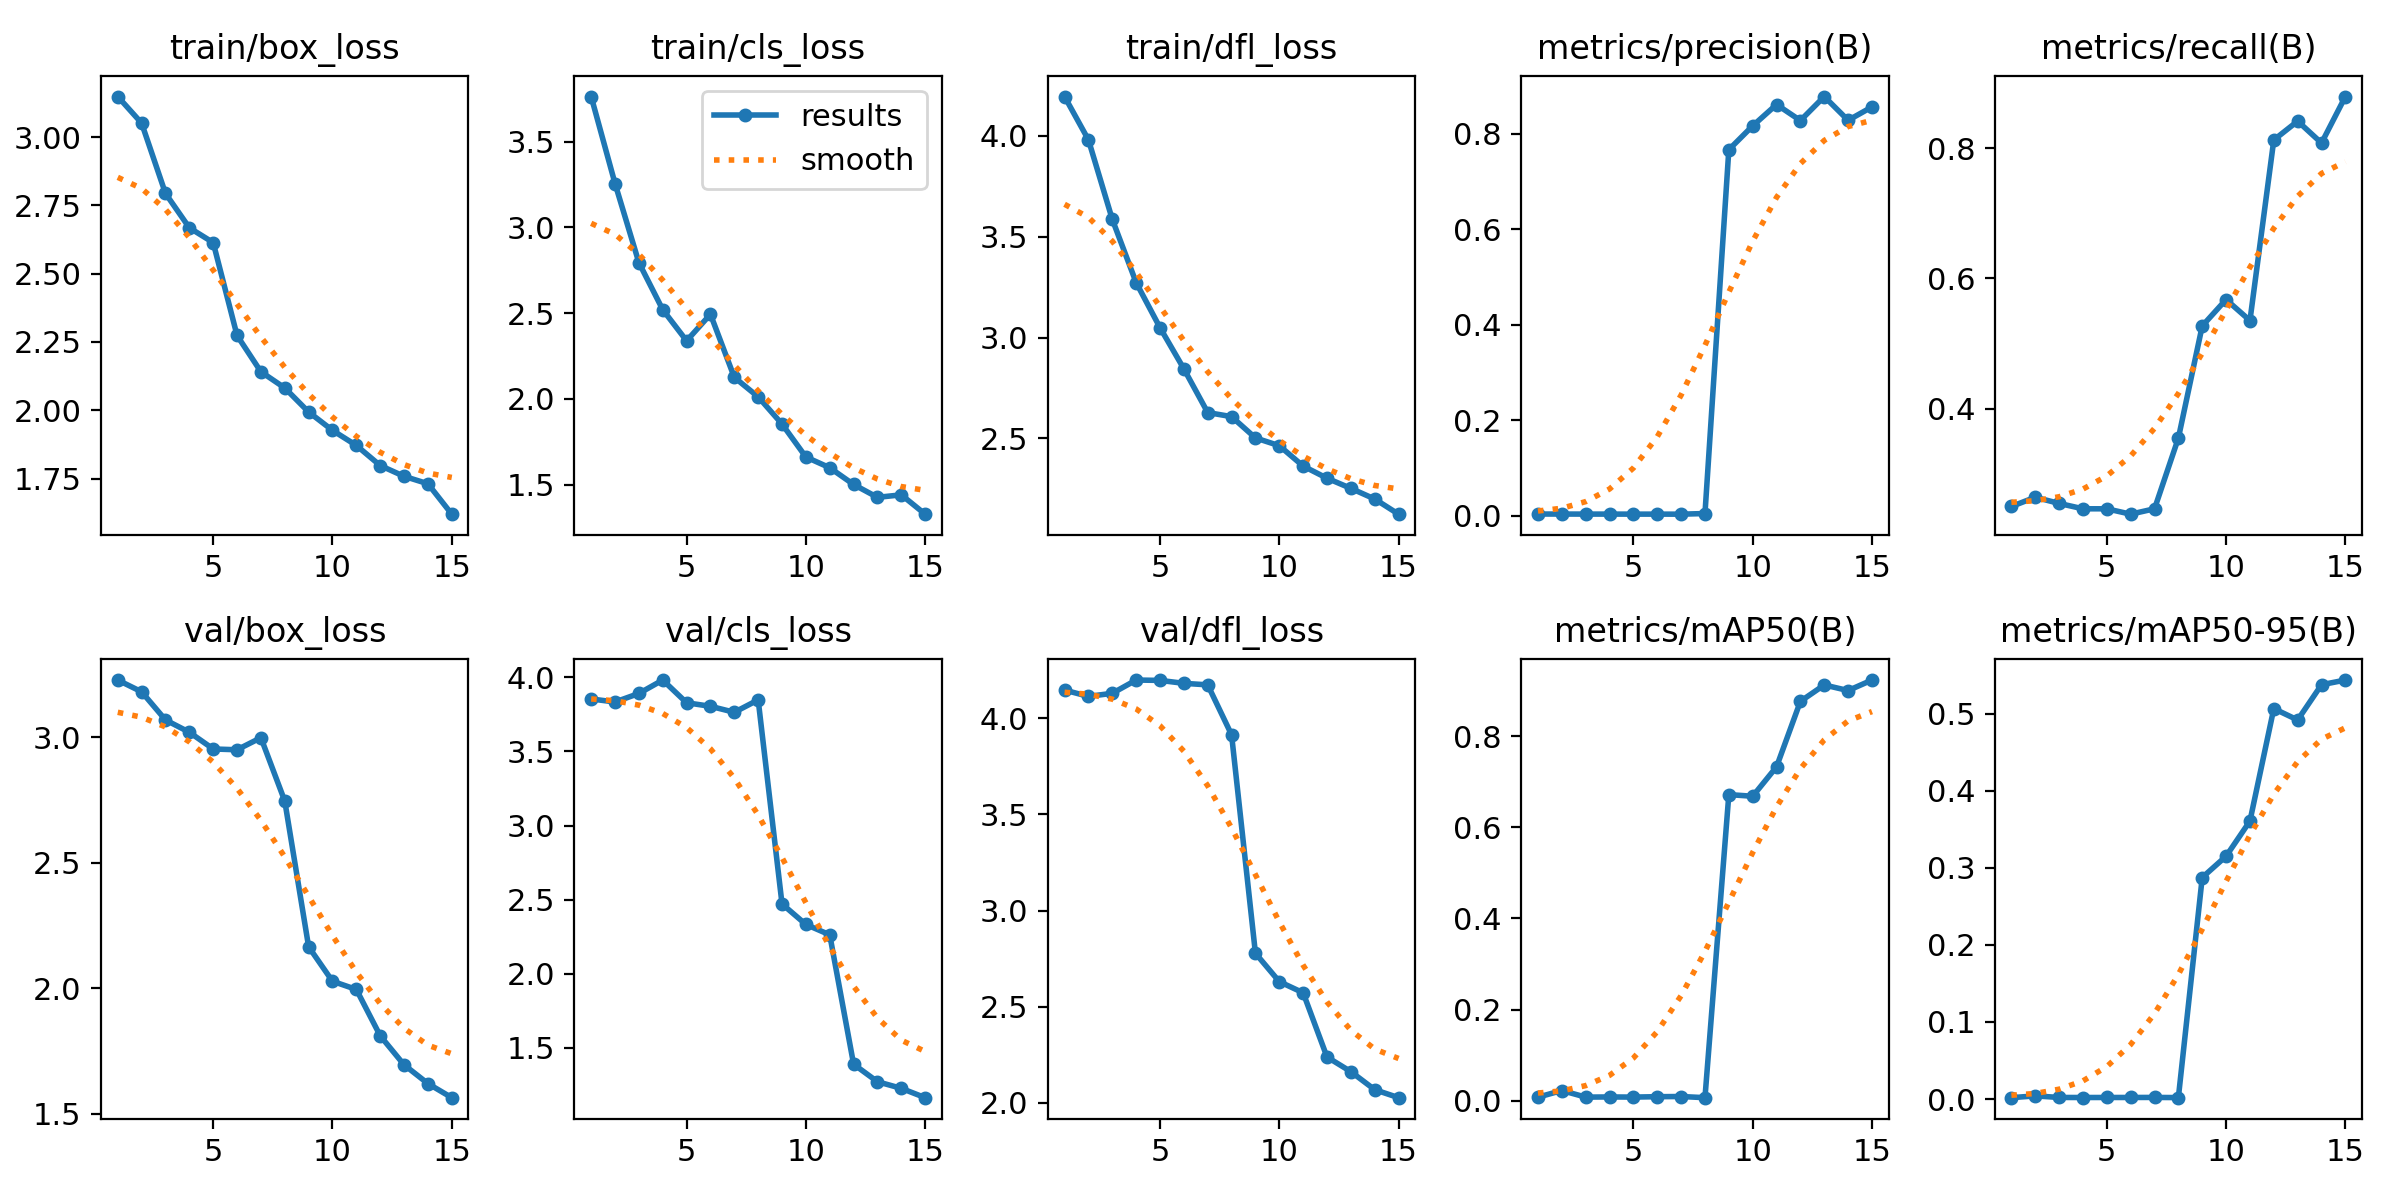 train/box_loss
train/cls_loss
train/dfl_loss
metrics/precision(B)
metrics/recall(B)
3.00
2.75
2.50
2.25
2.00
1.75
5 10 15
results
smooth
3.5
3.0
2.5
2.0
1.5
5 10 15
4.0
3.5
3.0
2.5
5 10 15
0.8
0.6
0.4
0.2
0.0
5 10 15
0.8
0.6
0.4
5 10 15
val/box_loss
val/cls_loss
val/dfl_loss
metrics/mAP50(B)
metrics/mAP50-95(B)
3.0
2.5
2.0
1.5
5 10 15
4.0
3.5
3.0
2.5
2.0
1.5
5 10 15
4.0
3.5
3.0
2.5
2.0
5 10 15
0.8
0.6
0.4
0.2
0.0
5 10 15
0.5
0.4
0.3
0.2
0.1
0.0
5 10 15